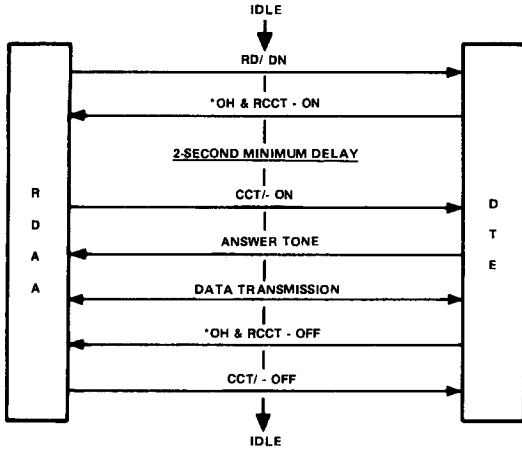 IDLE
RD/ DN
*OH & RCCT - ON
2-SECOND MINIMUM DELAY
CCT/- ON
ANSWER TONE
DATA TRANSMISSION
*OH & RCCT - OFF
CCT/ - OFF
IDLE
R
D
A
A
D
T
E